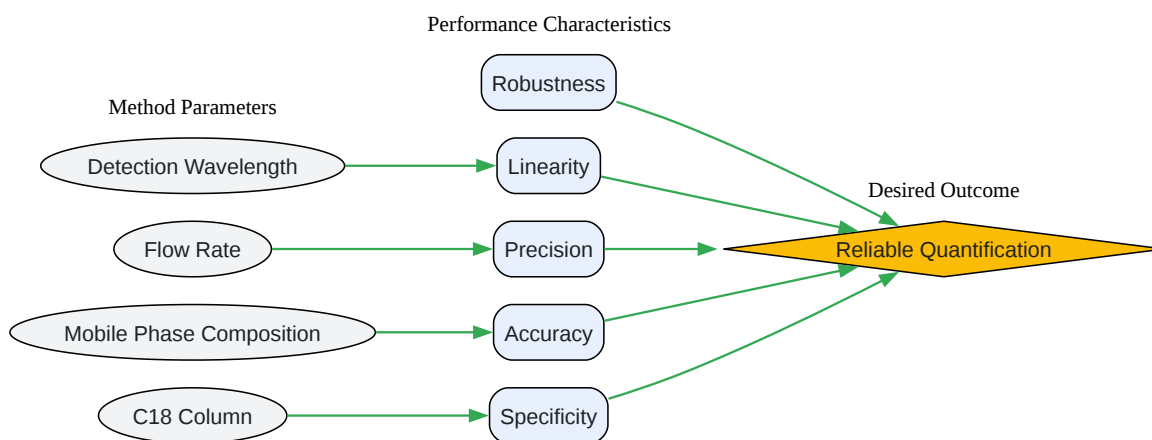 Performance Characteristics
Robustness
Method Parameters
Detection Wavelength
Linearity
Desired Outcome
Flow Rate
Precision
Reliable Quantification
Mobile Phase Composition
Accuracy
C18 Column
Specificity